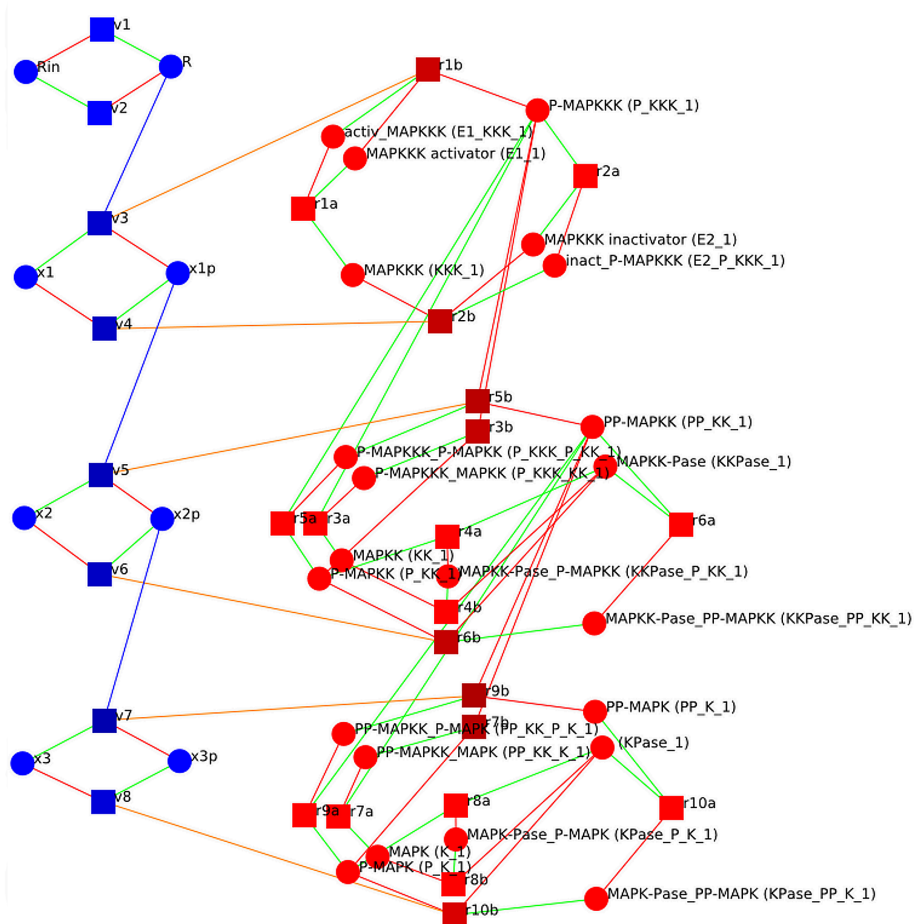 v1
Rin
R
v2
r1b
P-MAPKKK (P_KKK_1)
activ_MAPKKK (E1_KKK_1)
MAPKKK activator (E1_1)
r2a
r1a
v3
MAPKKK inactivator (E2_1)
inact_P-MAPKKK (E2_P_KKK_1)
x1
x1p
MAPKKK (KKK_1)
v4
r2b
r5b
r3b
PP-MAPKK (PP_KK_1)
P-MAPKKK_P-MAPKK (P_KKK_P_KK_1)
MAPKK-Pase (KKPase_1)
v5
P-MAPKKK_MAPKK (P_KKK_KK_1)
x2
x2p
r5a
r3a
r4a
r6a
MAPKK (KK_1)
v6
P-MAPKK (P_KK_1)
MAPKK-Pase_P-MAPKK (KKPase_P_KK_1)
r4b
MAPKK-Pase_PP-MAPKK (KKPase_PP_KK_1)
r6b
r9b
v7
PP-MAPK (PP_K_1)
r7b
PP-MAPKK_P-MAPK (PP_KK_P_K_1)
(KPase_1)
PP-MAPKK_MAPK (PP_KK_K_1)
x3
x3p
v8
r8a
r10a
r9a
r7a
MAPK-Pase_P-MAPK (KPase_P_K_1)
MAPK (K_1)
P-MAPK (P_K_1)
r8b
MAPK-Pase_PP-MAPK (KPase_PP_K_1)
r10b